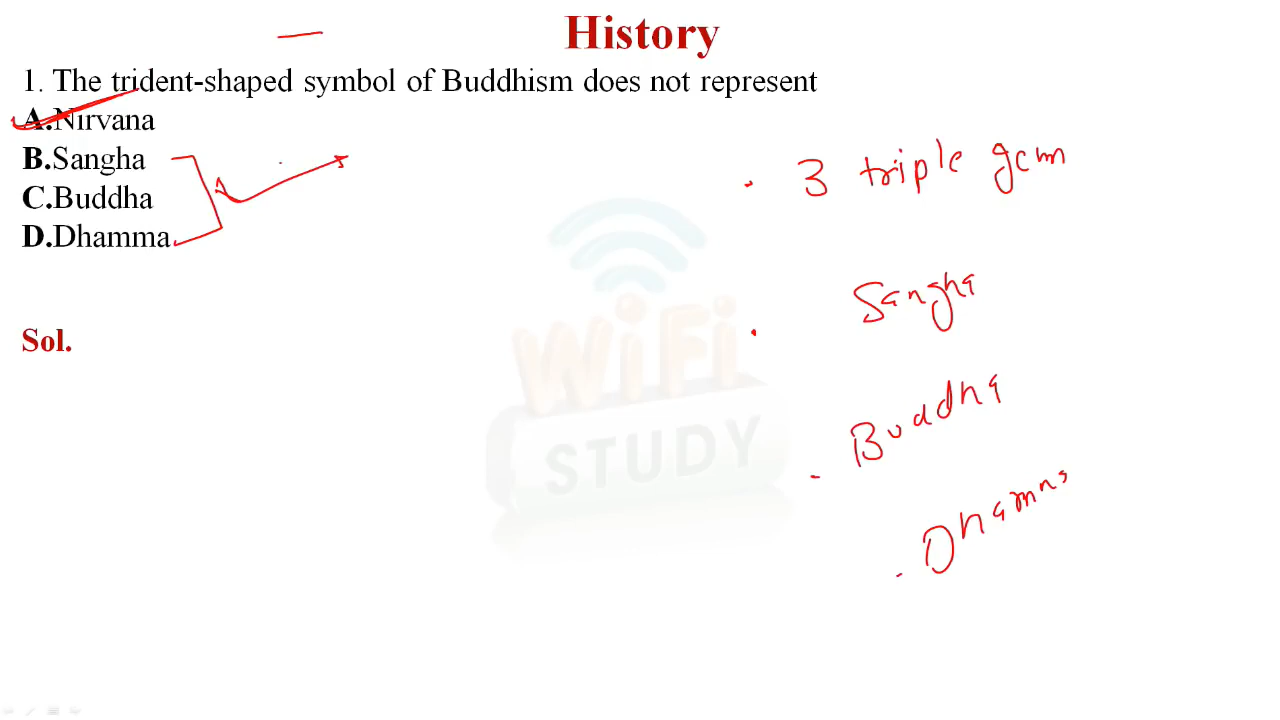 History
1. The trident-shaped symbol of Buddhism does not represent
A.Nirvana
B.Sangha
C.Buddha
D.Dhamma
Sol.
3 triple gem
Sangha
Buddha
Dhamma
WiFi
STUDY